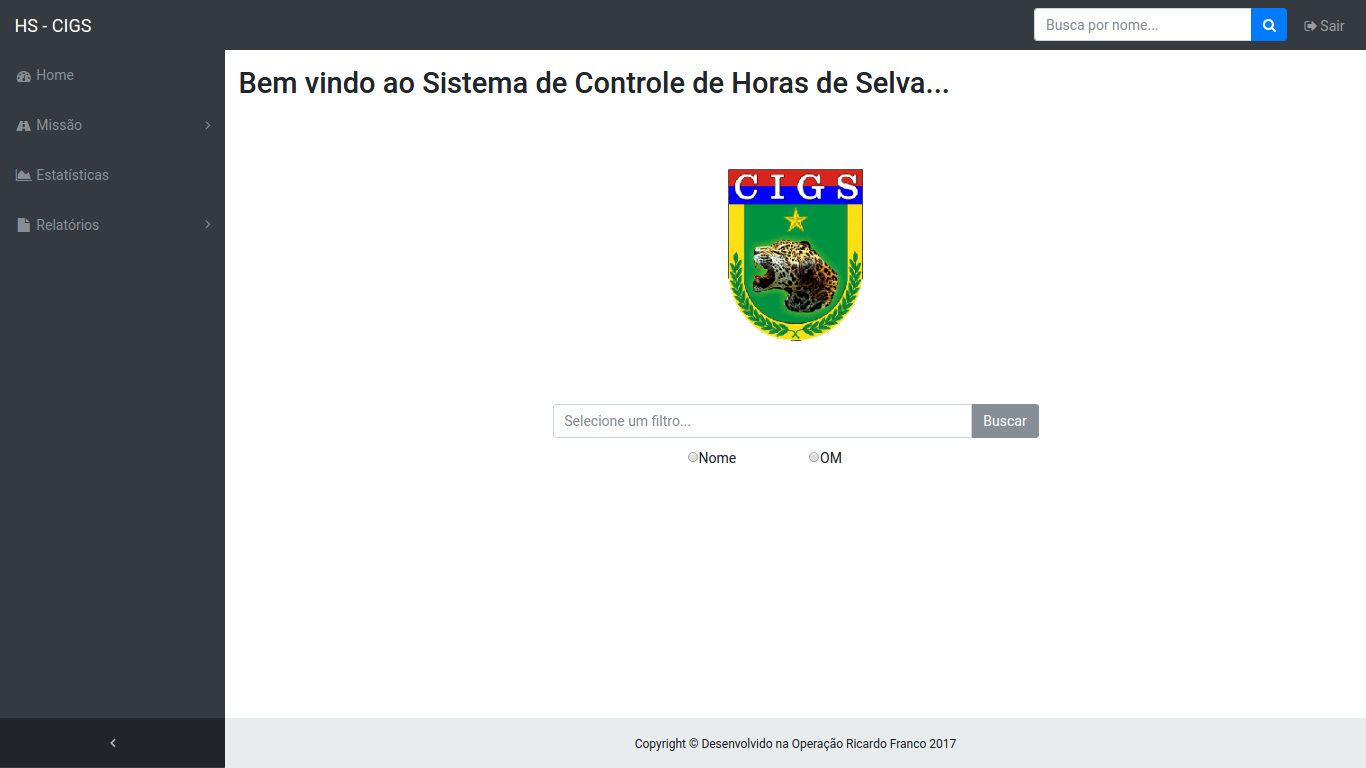 HS - CIGS
Busca por nome...
Sair
Home
Missão
Estatísticas
Relatórios
Bem vindo ao Sistema de Controle de Horas de Selva...
C I G S
Selecione um filtro...
Buscar
Nome
OM
Copyright © Desenvolvido na Operação Ricardo Franco 2017